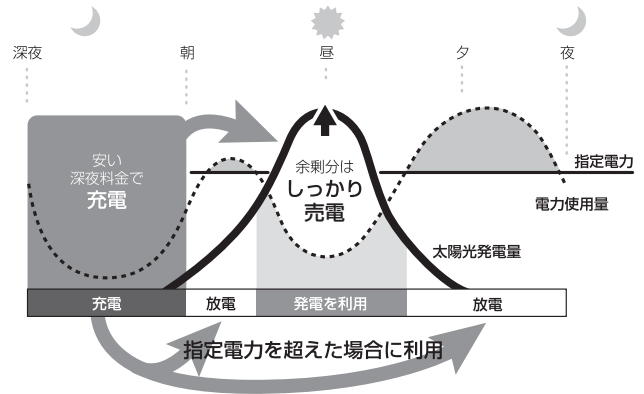 深夜
朝
昼
夕
夜
安い
深夜料金で
充電
余剰分は
しっかり
売電
指定電力
電力使用量
太陽光発電量
充電
放電
発電を利用
放電
指定電力を超えた場合に利用